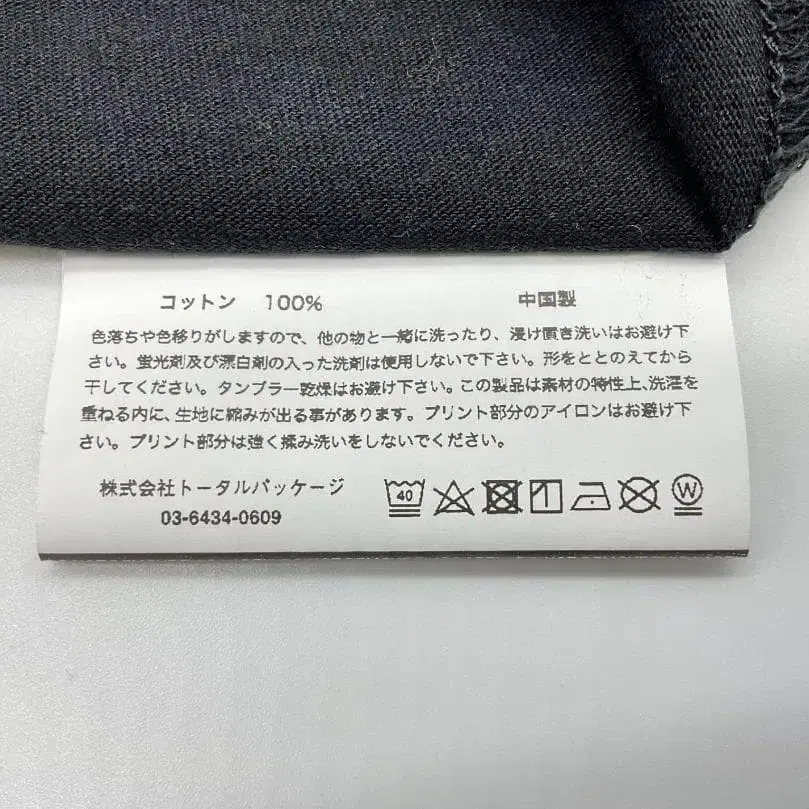 コットン 100% 中国製
色落ちや色移りがしますので、他の物と一緒に洗ったり、浸け置き洗いはお避け下
さい。蛍光剤及び漂白剤の入った洗剤は使用しないで下さい。形をととのえてから
干してください。タンブラー乾燥はお避け下さい。この製品は素材の特性上、洗濯を
重ねる内に、生地に縮みが出る事があります。プリント部分のアイロンはお避け下
さい。プリント部分は強く揉み洗いをしないでください。
株式会社トータルパッケージ
03-6434-0609
40 W